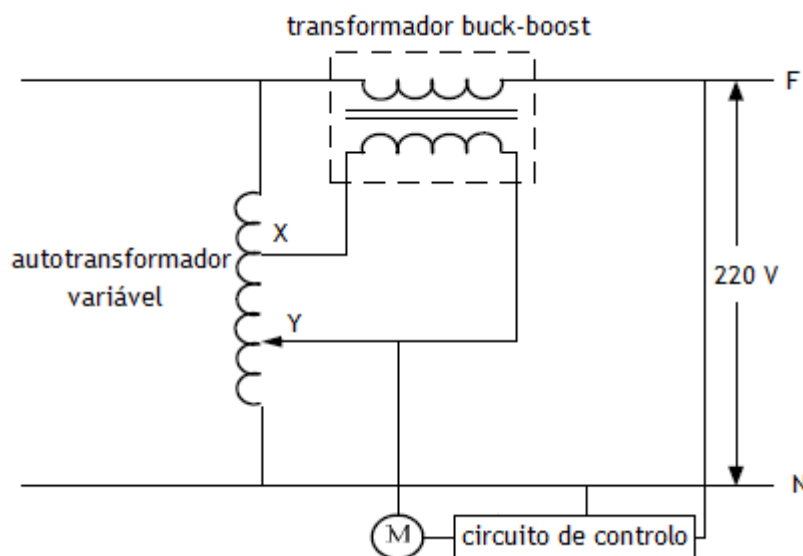 transformador buck-boost
F
X
autotransformador
variável
220 V
Y
N
M
circuito de controlo